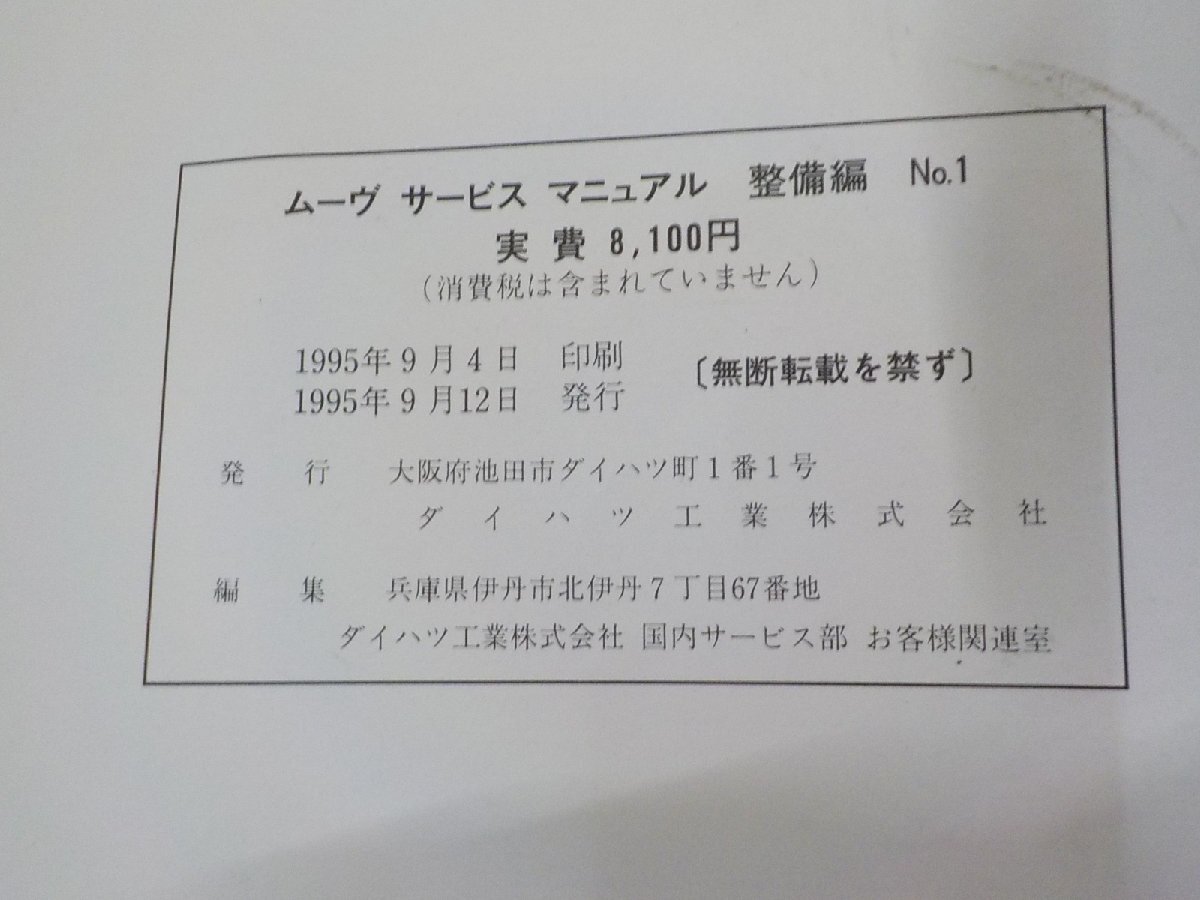 ムーヴ サービス マニュアル 整備編 No.1
実 費 8,100円
（消費税は含まれていません）
1995年 9 月 4 日 印刷
1995年 9 月12日 発行
〔無断転載を禁ず〕
発 行 大阪府池田市ダイハツ町1番1号
ダ イ ハ ツ 工 業 株 式 会 社
編 集 兵庫県伊丹市北伊丹7丁目67番地
ダイハツ工業株式会社 国内サービス部 お客様関連室